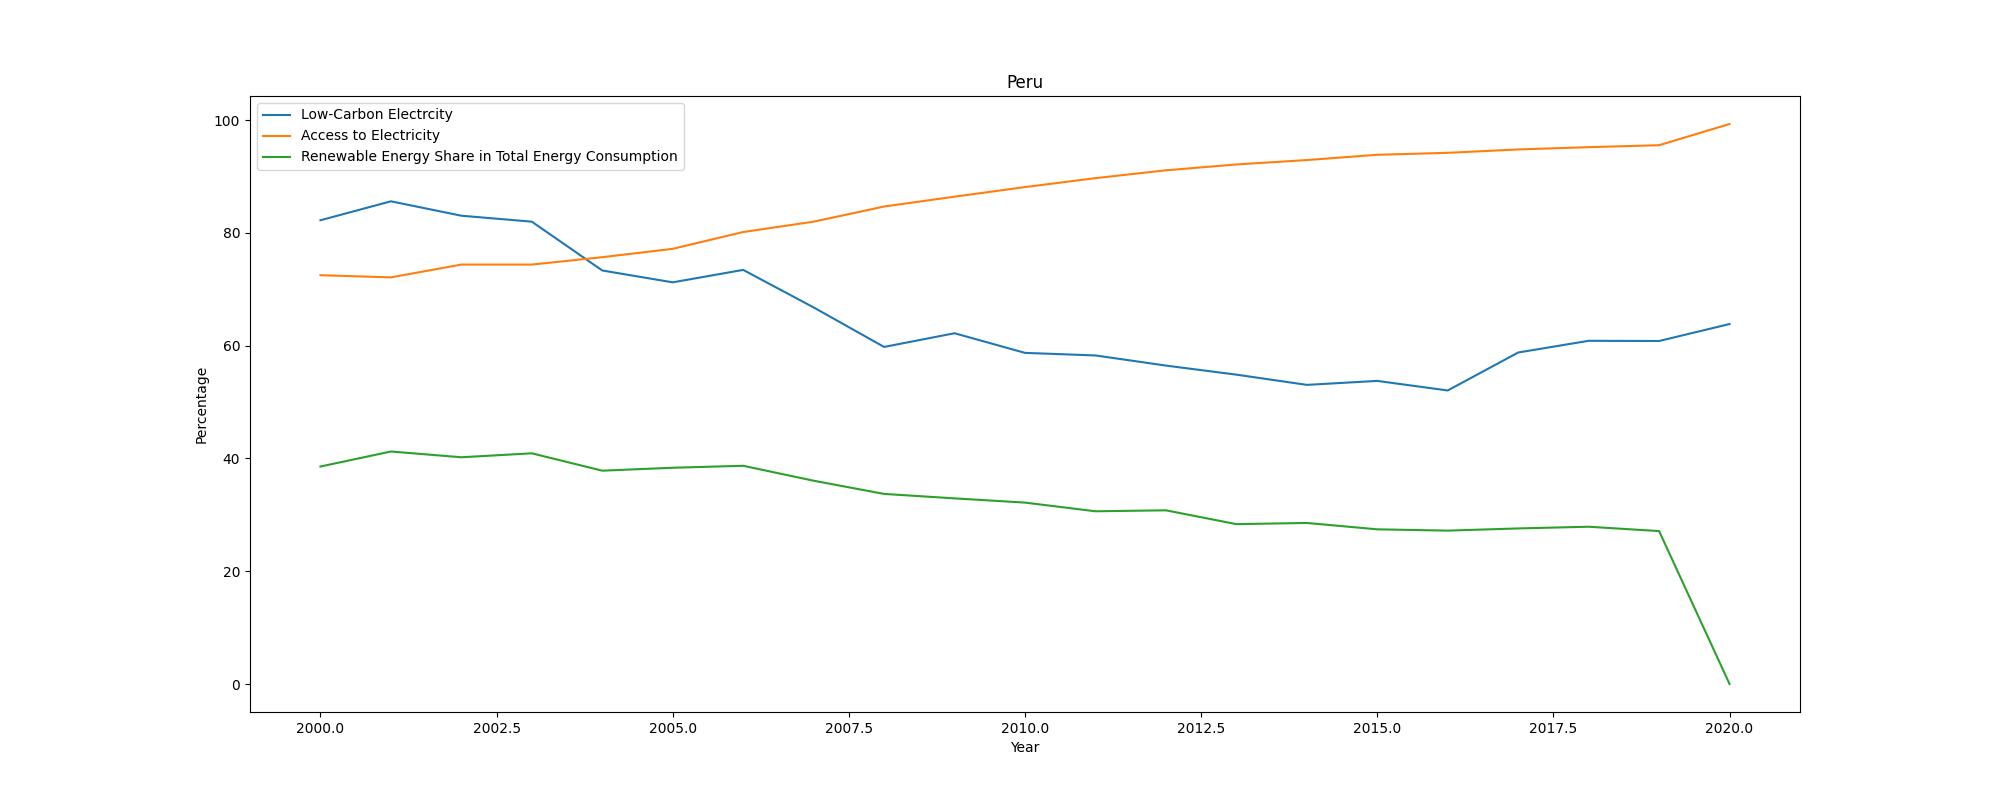 Peru
Low-Carbon Electrcity
Access to Electricity
Renewable Energy Share in Total Energy Consumption
100
80
60
40
20
0
Percentage
2000.0 2002.5 2005.0 2007.5 2010.0 2012.5 2015.0 2017.5 2020.0
Year